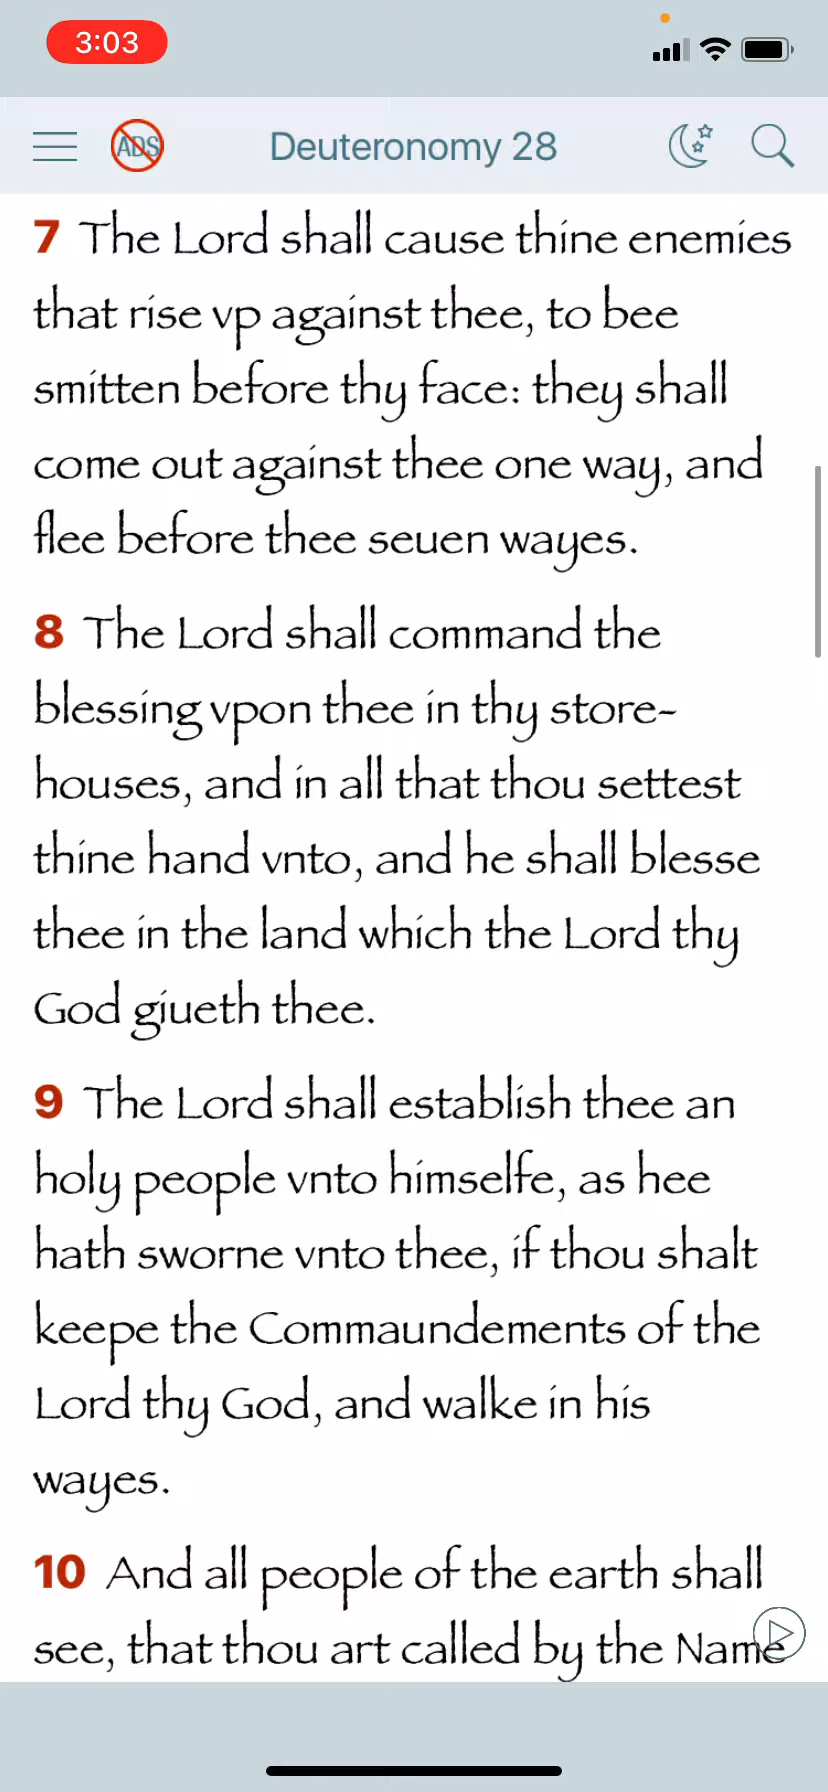 3:03
ADS
Deuteronomy 28
7 The Lord shall cause thine enemies
that rise vp against thee, to bee
smitten before thy face: they shall
come out against thee one way, and
flee before thee seuen wayes.
8 The Lord shall command the
blessing vpon thee in thy store-
houses, and in all that thou settest
thine hand vnto, and he shall blesse
thee in the land which the Lord thy
God giueth thee.
9 The Lord shall establish thee an
holy people vnto himselfe, as hee
hath sworne vnto thee, if thou shalt
keepe the Commaundements of the
Lord thy God, and walke in his
wayes.
10 And all people of the earth shall
see, that thou art called by the Name